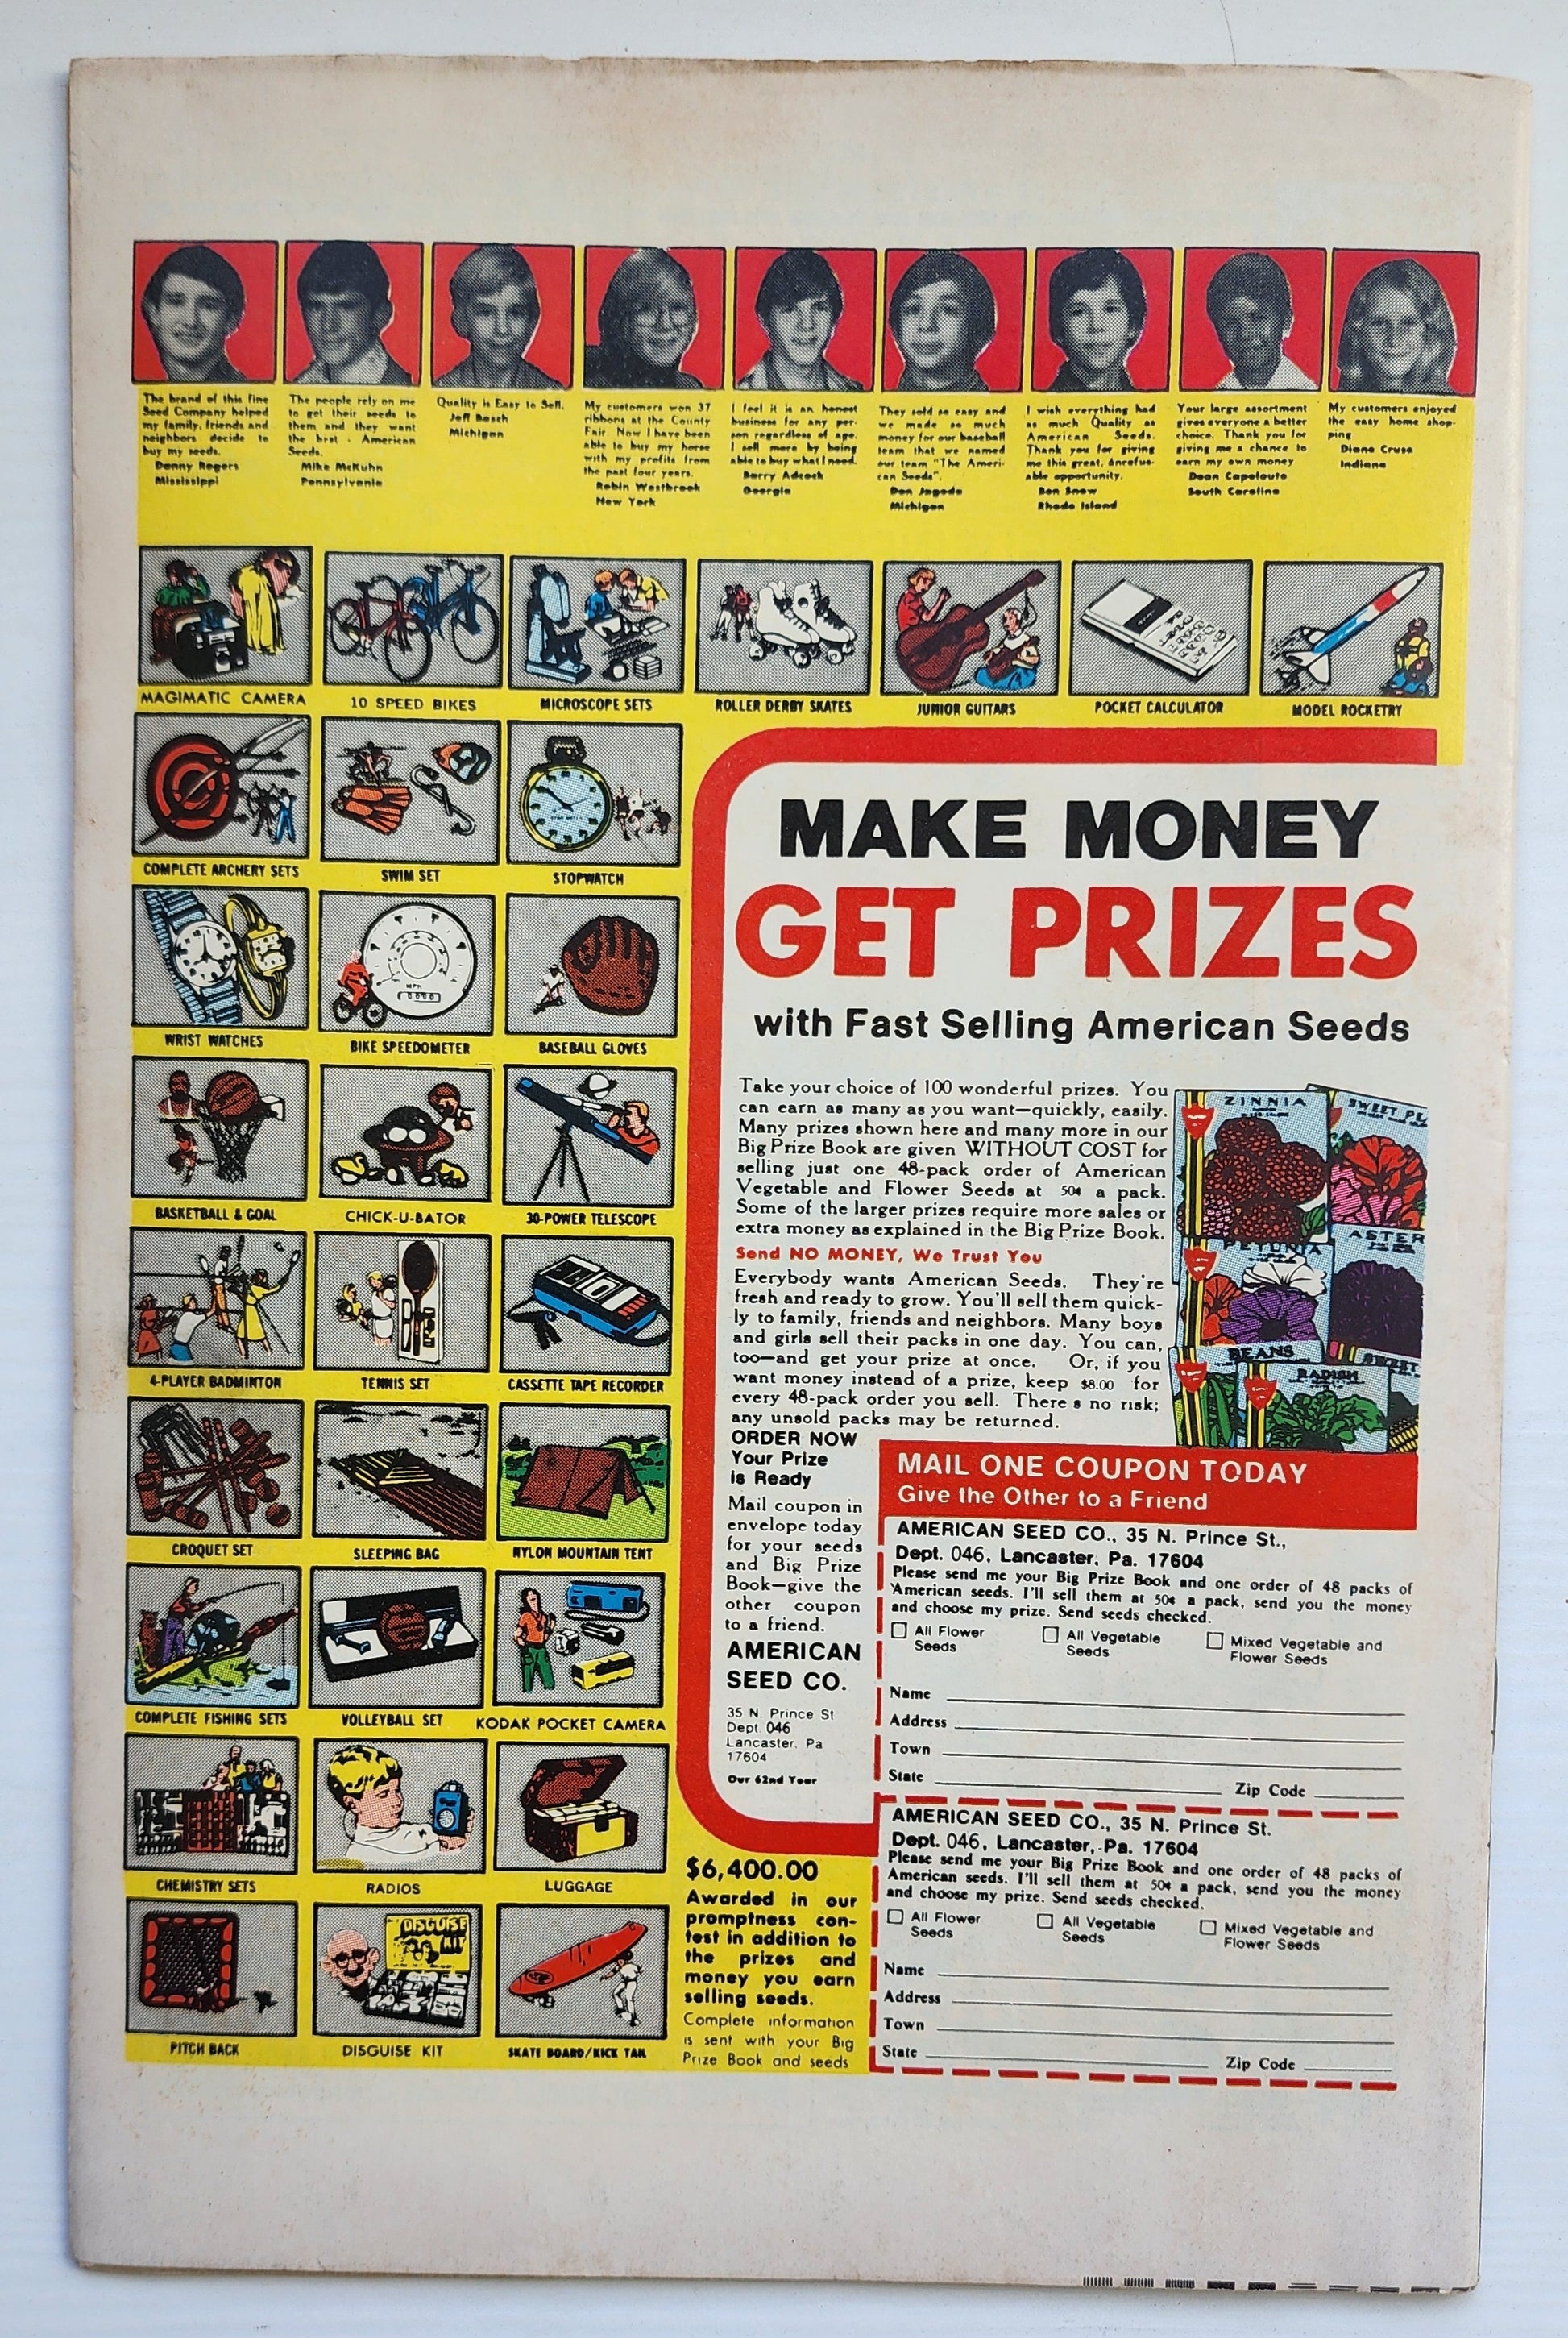 The brand of this fine
Seed Company helped
my family, friends and
neighbors decide to
buy my seeds.
Danny Rogers
Mississippi
The people rely on me
to get their seeds to
them and they want
the best - American
Seeds.
Mike McKuhn
Pennsylvania
Quality is Easy to Sell.
Jeff Bosch
Michigan
My customers won 37
ribbons at the County
Fair. Now I have been
able to buy my horse
with my profits from
the past four years.
Robin Westbrook
New York
I feel it is an honest
business for any per-
son regardless of age.
I sell more by being
able to buy what I need.
Barry Adcock
Georgia
They sold so easy and
we made so much
money for our baseball
team that we named
our team "The Ameri-
can Seeds".
Dan Jagoda
Michigan
I wish everything had
as much Quality as
American Seeds.
Thank you for giving
me this great, unrefus-
able opportunity.
Ben Snow
Rhode Island
Your large assortment
gives everyone a better
choice. Thank you for
giving me a chance to
earn my own money
Dean Capelouto
South Carolina
My customers enjoyed
the easy home shop-
ping
Diane Cruse
Indiana
MAGIMATIC CAMERA
10 SPEED BIKES
MICROSCOPE SETS
ROLLER DERBY SKATES
JUNIOR GUITARS
POCKET CALCULATOR
MODEL ROCKETRY
COMPLETE ARCHERY SETS
SWIM SET
STOPWATCH
WRIST WATCHES
MPH
BIKE SPEEDOMETER
BASEBALL GLOVES
BASKETBALL & GOAL
CHICK-U-BATOR
30-POWER TELESCOPE
4-PLAYER BADMINTON
TENNIS SET
CASSETTE TAPE RECORDER
CROQUET SET
SLEEPING BAG
NYLON MOUNTAIN TENT
COMPLETE FISHING SETS
VOLLEYBALL SET
KODAK POCKET CAMERA
CHEMISTRY SETS
RADIOS
LUGGAGE
PITCH BACK
DISGUISE
KIT
DISGUISE KIT
SKATE BOARD/KICK TAIL
MAKE MONEY
GET PRIZES
with Fast Selling American Seeds
Take your choice of 100 wonderful prizes. You
can earn as many as you want—quickly, easily.
Many prizes shown here and many more in our
Big Prize Book are given WITHOUT COST for
selling just one 48-pack order of American
Vegetable and Flower Seeds at 50¢ a pack.
Some of the larger prizes require more sales or
extra money as explained in the Big Prize Book.
Send NO MONEY, We Trust You
Everybody wants American Seeds. They're
fresh and ready to grow. You'll sell them quick-
ly to family, friends and neighbors. Many boys
and girls sell their packs in one day. You can,
too—and get your prize at once. Or, if you
want money instead of a prize, keep $8.00 for
every 48-pack order you sell. There s no risk;
any unsold packs may be returned.
ZINNIA
SWEET PE
PETUNIA
ASTER
BEANS
RADISH
SWEET
ORDER NOW
Your Prize
is Ready
Mail coupon in
envelope today
for your seeds
and Big Prize
Book—give the
other coupon
to a friend.
AMERICAN
SEED CO.
35 N. Prince St
Dept. 046
Lancaster, Pa
17604
Our 62nd Year
MAIL ONE COUPON TODAY
Give the Other to a Friend
AMERICAN SEED CO., 35 N. Prince St.,
Dept. 046, Lancaster, Pa. 17604
Please send me your Big Prize Book and one order of 48 packs of
American seeds. I'll sell them at 50¢ a pack, send you the money
and choose my prize. Send seeds checked.
All Flower
Seeds
All Vegetable
Seeds
Mixed Vegetable and
Flower Seeds
Name
Address
Town
State Zip Code
AMERICAN SEED CO., 35 N. Prince St.
Dept. 046, Lancaster, Pa. 17604
Please send me your Big Prize Book and one order of 48 packs of
American seeds. I'll sell them at 50¢ a pack, send you the money
and choose my prize. Send seeds checked.
All Flower
Seeds
All Vegetable
Seeds
Mixed Vegetable and
Flower Seeds
Name
Address
Town
State Zip Code
$6,400.00
Awarded in our
promptness con-
test in addition to
the prizes and
money you earn
selling seeds.
Complete information
is sent with your Big
Prize Book and seeds